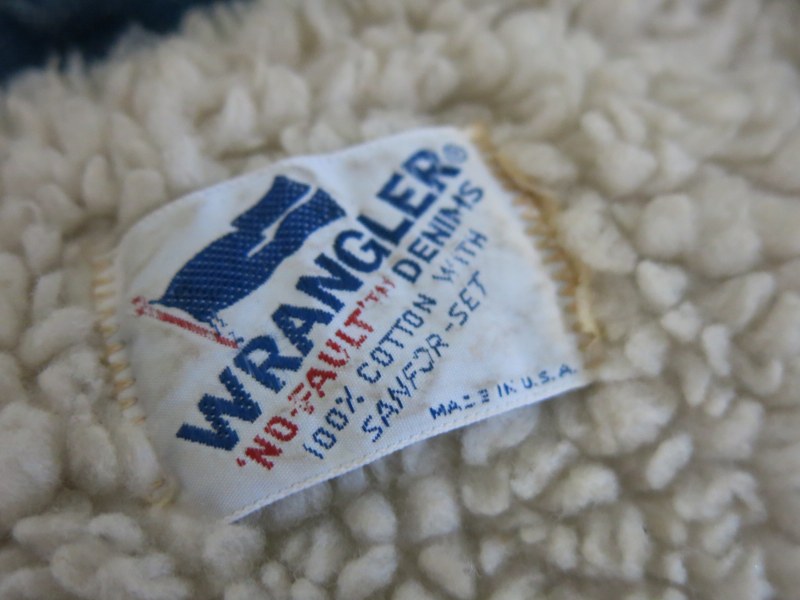 WRANGLER®
'NO-FAULT'TM DENIMS
100% COTTON WITH
SANFOR-SET
MADE IN U.S.A.